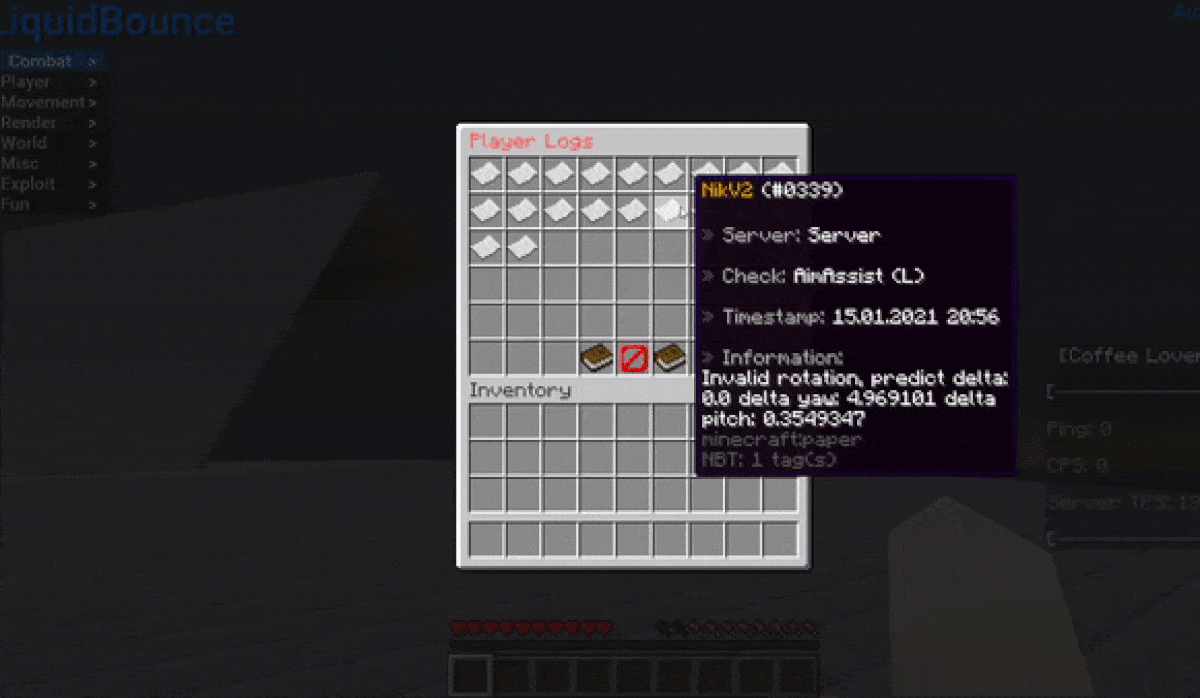 LiquidBounce
Combat >
Player >
Movement >
Render >
World >
Misc >
Exploit >
Fun >
Player Logs
Inventory
NikV2 (#0339)
» Server: Server
» Check: AimAssist (L)
» Timestamp: 15.01.2021 20:56
» Information:
Invalid rotation, predict delta:
0.0 delta yaw: 4.969101 delta
pitch: 0.3549347
minecraft:paper
NBT: 1 tag(s)
[Coffee Lover
Ping: 0
CPS: 0
Server TPS: